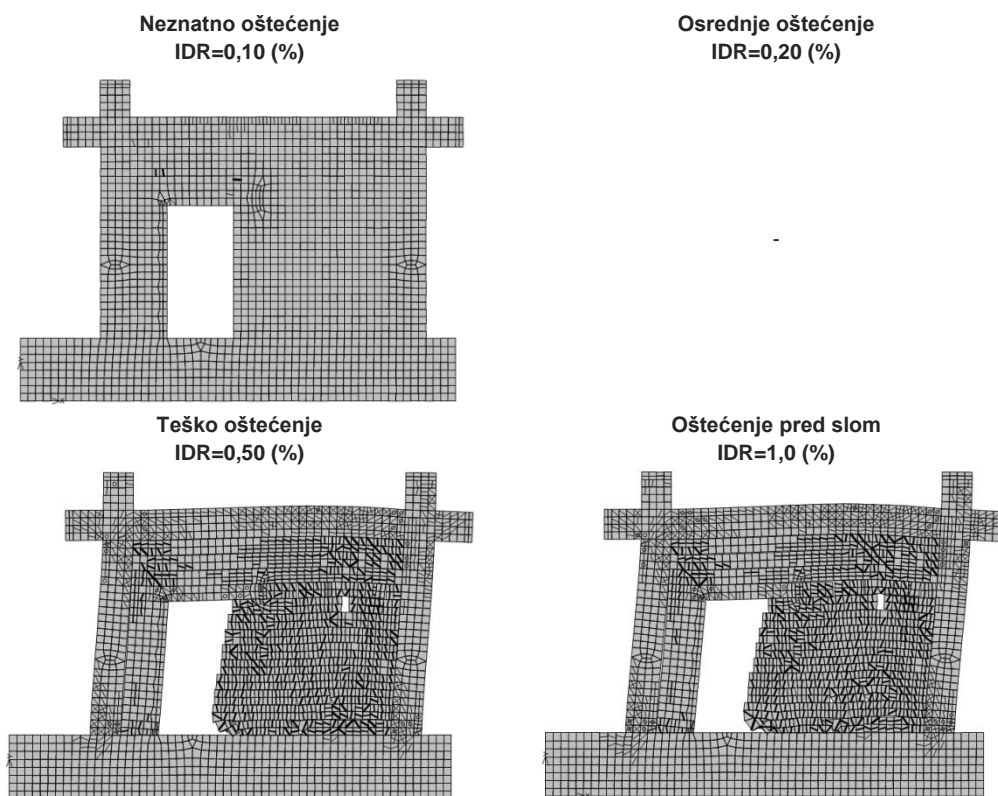 Neznatno oštećenje
IDR=0,10 (%)
Osrednje oštećenje
IDR=0,20 (%)
-
Teško oštećenje
IDR=0,50 (%)
Oštećenje pred slom
IDR=1,0 (%)